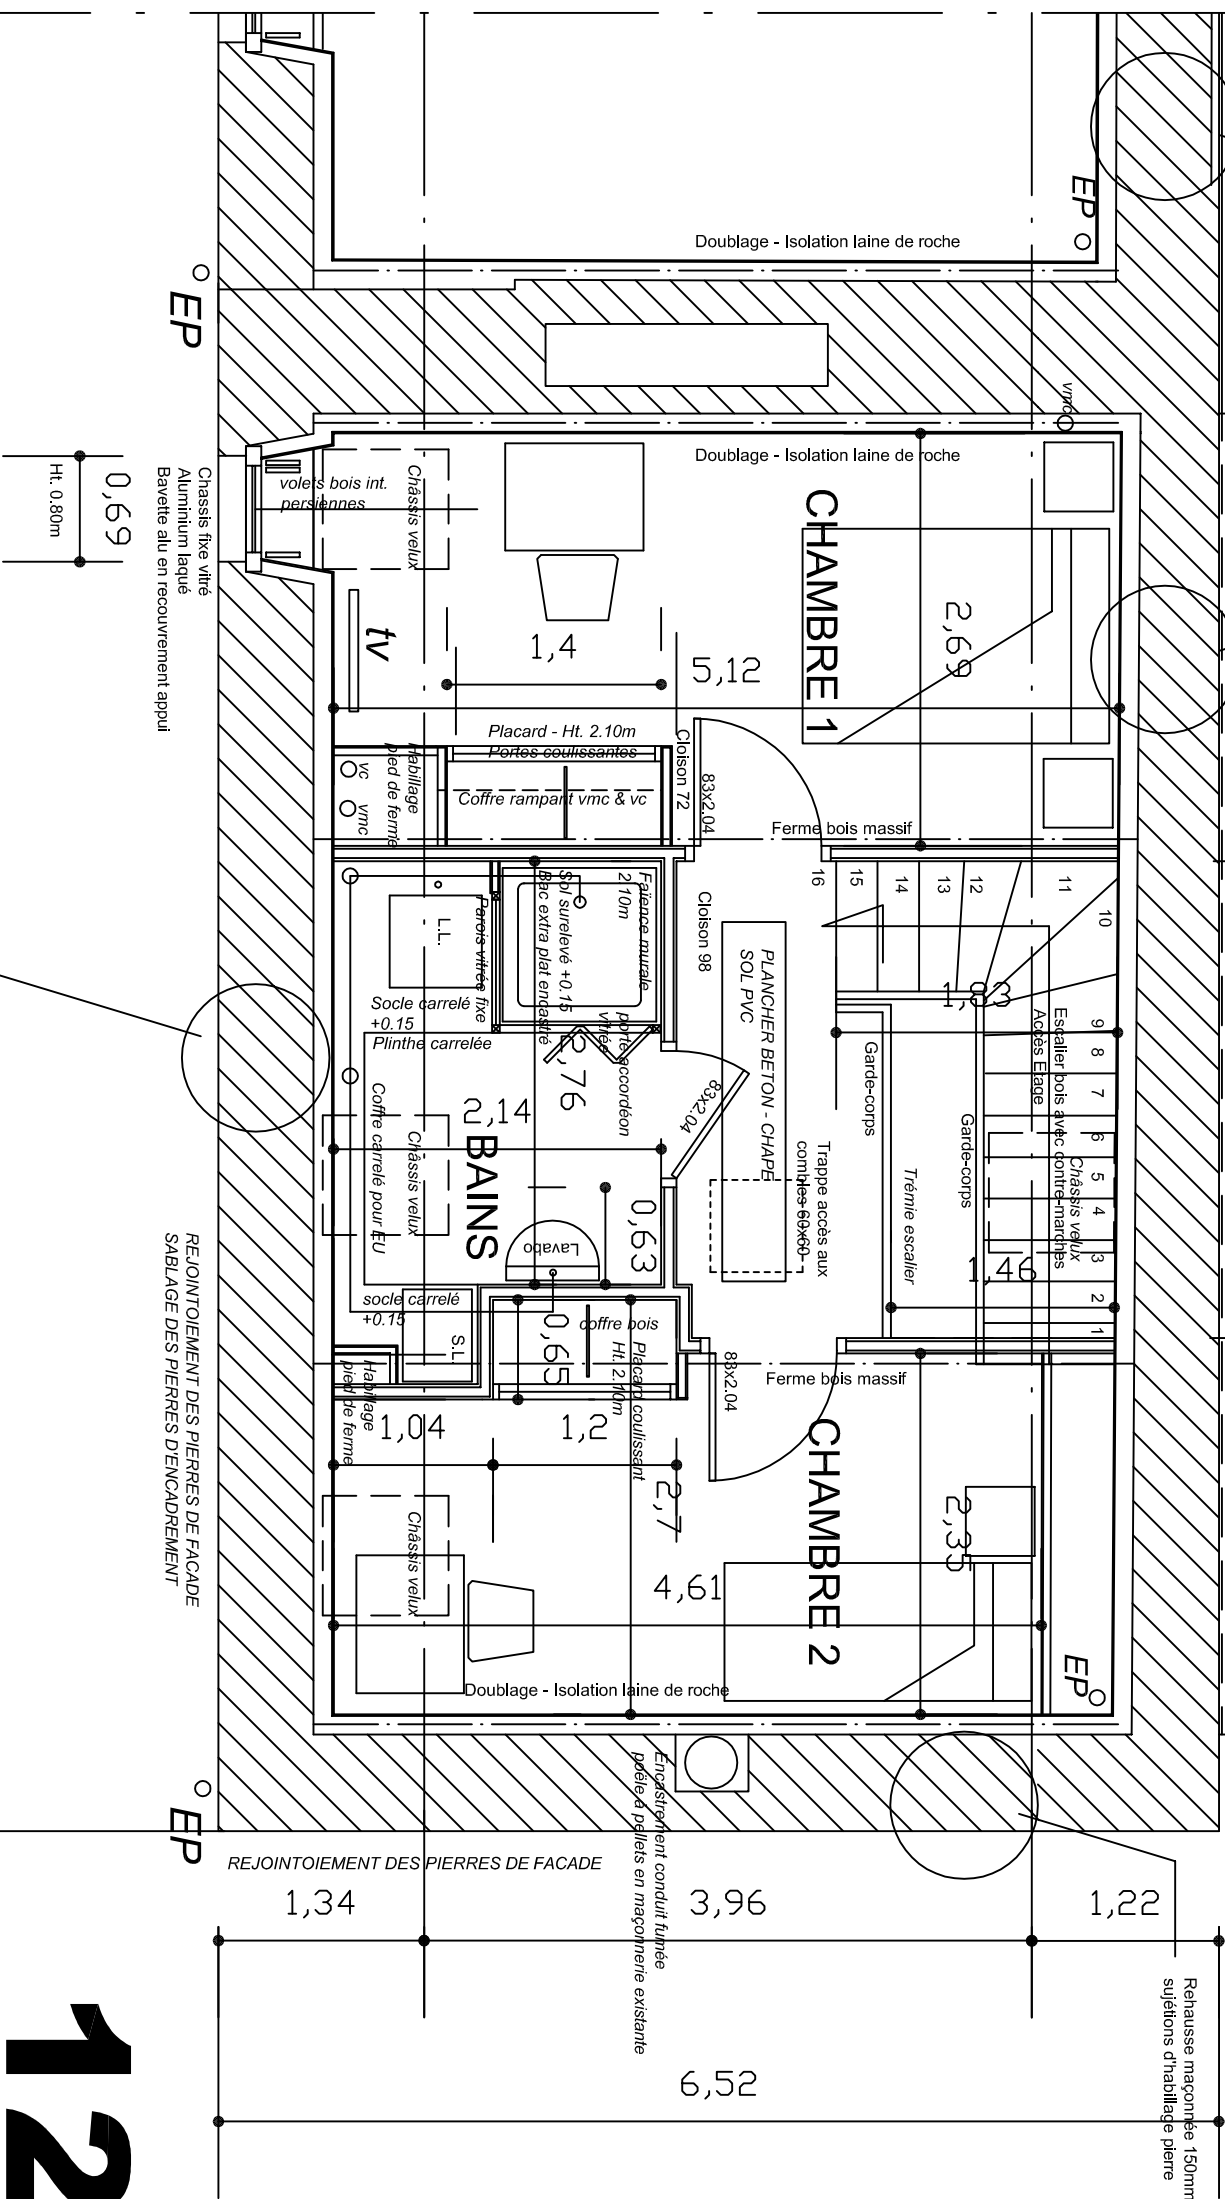 EP
Doublage - Isolation laine de roche
EP
vmc
Doublage - Isolation laine de roche
Chassis fixe vitré
Aluminium laqué
Bavette alu en recouvrement appui
0,69
Ht. 0.80m
volets bois int.
persiennes
Châssis velux
CHAMBRE 1
2,69
tv
1,4
5,12
Placard - Ht. 2.10m
Portes coulissantes
Coffre rampant vmc & vc
Habillage
pied de ferme
vc
vmc
Cloison 72
83x2.04
Ferme bois massif
16
15
14
13
12
11
10
9
8
7
6
5
4
3
2
1
Cloison 98
Faïence murale
2.10m
Sol surelevé +0.15
Bac extra plat encastré
Parois vitrée fixe
L.L.
Socle carrelé
+0.15
Plinthe carrelée
porte accordéon
vitrée
2,76
2,14
BAINS
Coffre carrelé pour EU
Châssis velux
83x2.04
PLANCHER BETON - CHAPE
SOL PVC
Trappe accès aux
combles 60x60
1,83
Escalier bois avec contre-marches
Accès Etage
Garde-corps
Garde-corps
Trémie escalier
Châssis velux
1,46
0,63
Lavabo
socle carrelé
+0.15
S.L.
0,65
coffre bois
Placard coulissant
Ht. 2.10m
83x2.04
Ferme bois massif
Habillage
pied de ferme
1,04
1,2
2,7
CHAMBRE 2
2,35
4,61
Châssis velux
Doublage - Isolation laine de roche
EP
REJOINTOIEMENT DES PIERRES DE FACADE
SABLAGE DES PIERRES D'ENCADREMENT
Encastrement conduit fumée
poêle à pellets en maçonnerie existante
EP
REJOINTOIEMENT DES PIERRES DE FACADE
1,34
3,96
1,22
Rehausse maçonnée 150mm
sujétions d'habillage pierre
6,52
12